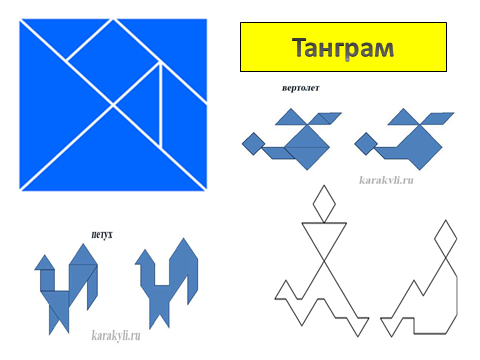 Танграм
вертолет
karakyli.ru
петух
karakyli.ru